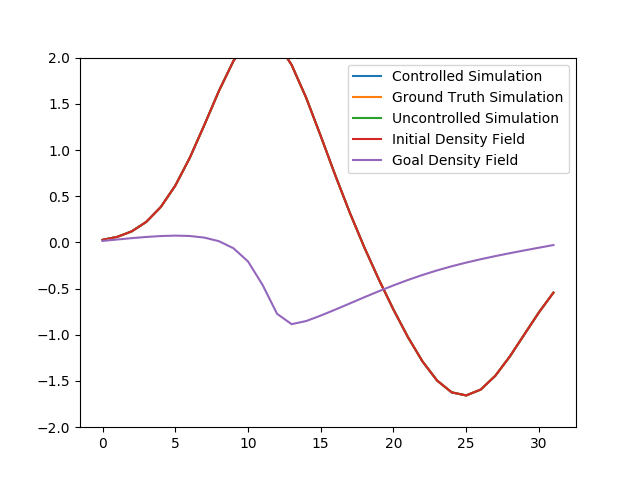 2.0
1.5
1.0
0.5
0.0
−0.5
−1.0
−1.5
−2.0
0 5 10 15 20 25 30
Controlled Simulation
Ground Truth Simulation
Uncontrolled Simulation
Initial Density Field
Goal Density Field